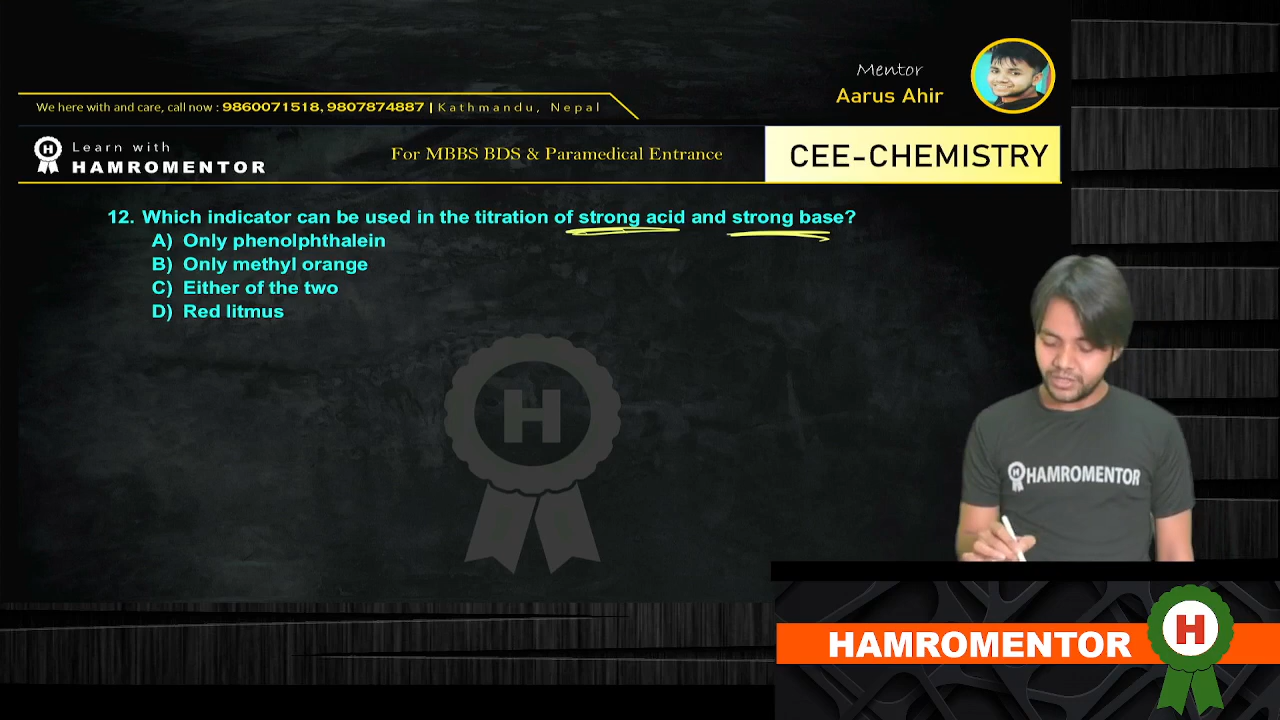 Mentor
Aarus Ahir
We here with and care, call now : 9860071518, 9807874887 | Kathmandu, Nepal
H
Learn with
HAMROMENTOR
For MBBS BDS & Paramedical Entrance
CEE-CHEMISTRY
12. Which indicator can be used in the titration of strong acid and strong base?
A) Only phenolphthalein
B) Only methyl orange
C) Either of the two
D) Red litmus
H
H HAMROMENTOR
HAMROMENTOR
H